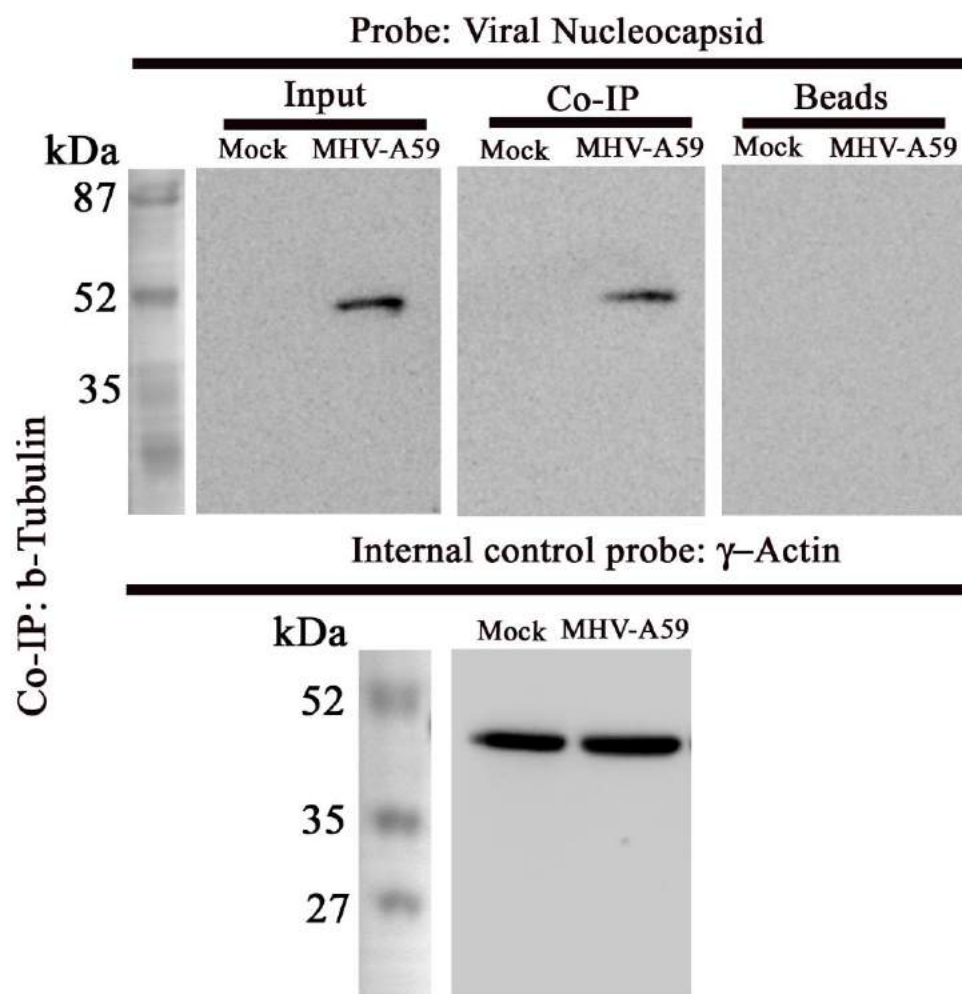 Probe: Viral Nucleocapsid
Input Co-IP Beads
kDa Mock MHV-A59 Mock MHV-A59 Mock MHV-A59
87
52
35
Co-IP: b-Tubulin
Internal control probe: γ–Actin
kDa Mock MHV-A59
52
35
27